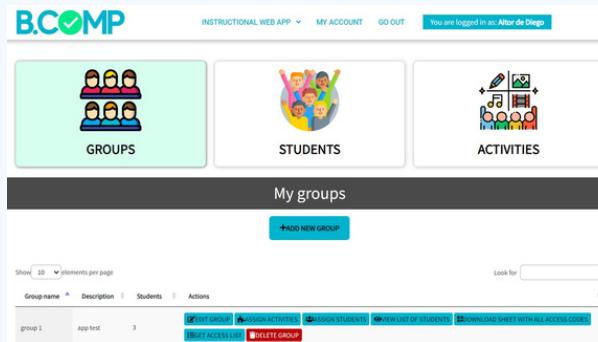 B.COMP
INSTRUCTIONAL WEB APP MY ACCOUNT GO OUT You are logged in as: Aitor de Diego
GROUPS STUDENTS ACTIVITIES
My groups
+ADD NEW GROUP
Show 10 elements per page Look for
Group name Description Students Actions
group 1 app test 3 EDIT GROUP ASSIGN ACTIVITIES ASSIGN STUDENTS VIEW LIST OF STUDENTS DOWNLOAD SHEET WITH ALL ACCESS CODES
GET ACCESS LIST DELETE GROUP